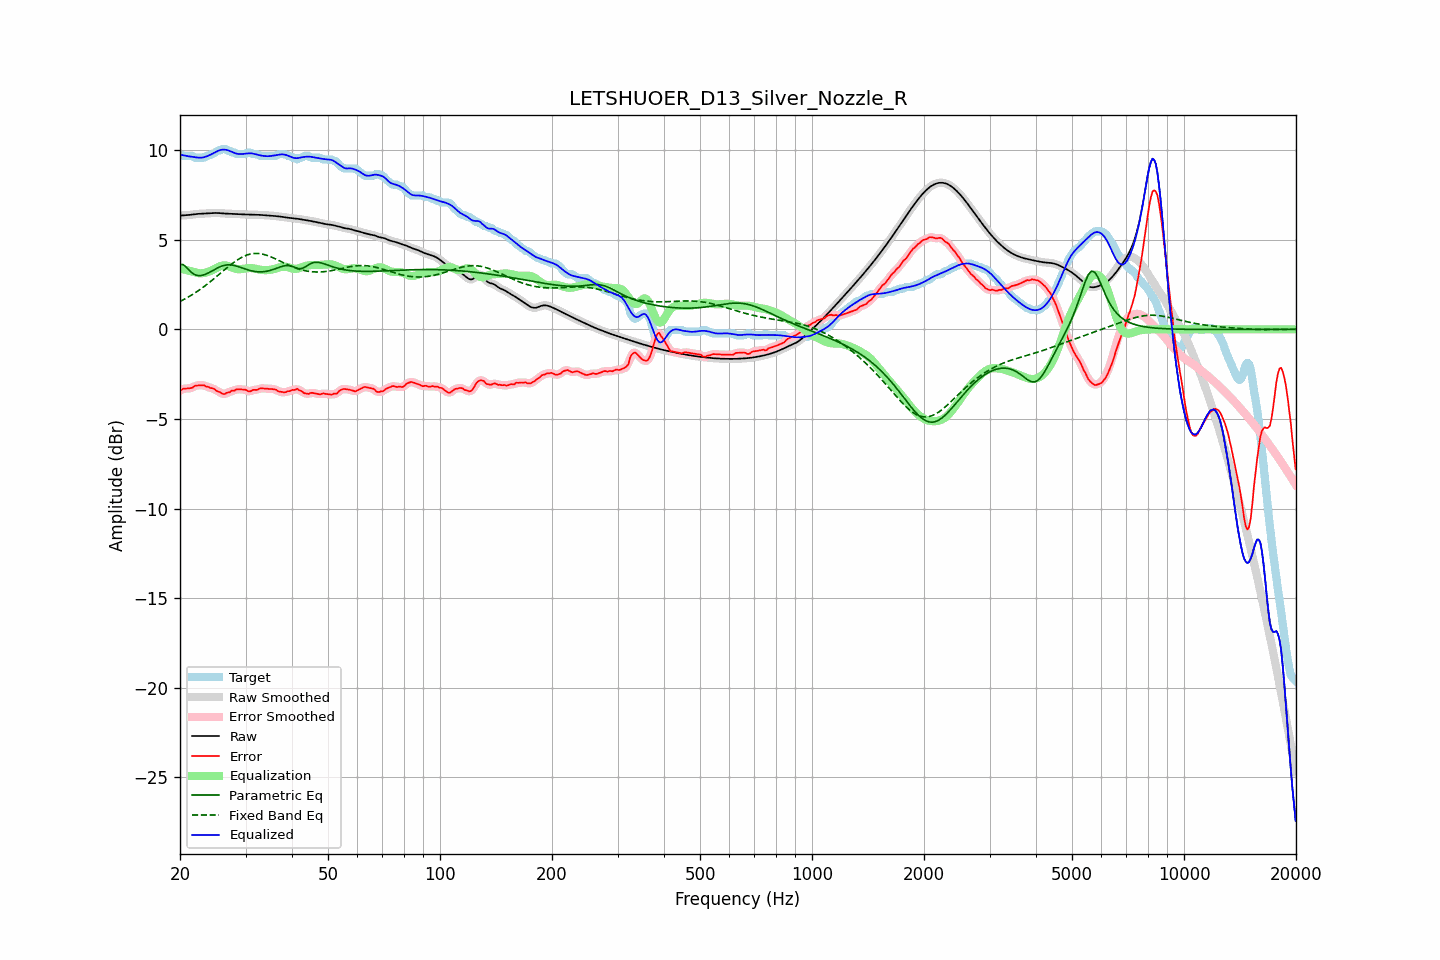 LETSHUOER_D13_Silver_Nozzle_R
10
5
0
−5
−10
−15
−20
−25
Amplitude (dBr)
Target
Raw Smoothed
Error Smoothed
Raw
Error
Equalization
Parametric Eq
Fixed Band Eq
Equalized
20 50 100 200 500 1000 2000 5000 10000 20000
Frequency (Hz)